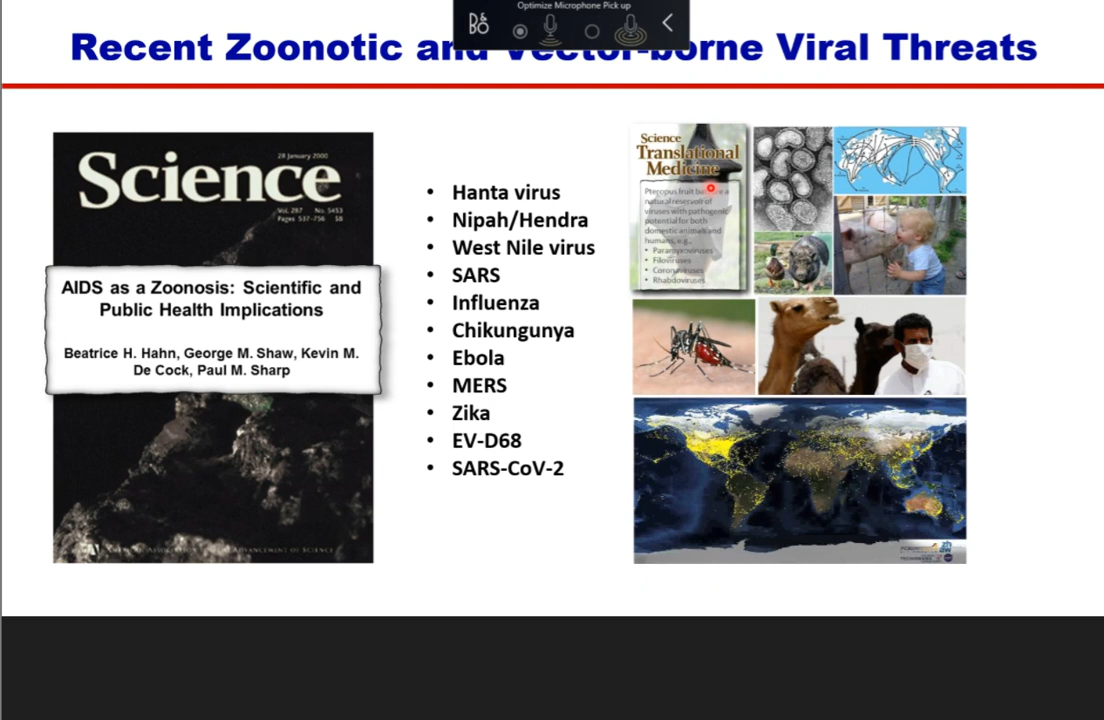 Optimize Microphone Pick up
B&O
Recent Zoonotic and Vector-borne Viral Threats
Science
28 January 2000
Vol. 287 No. 5453
Pages 537-756 $8
AIDS as a Zoonosis: Scientific and
Public Health Implications
Beatrice H. Hahn, George M. Shaw, Kevin M.
De Cock, Paul M. Sharp
AMERICAN ASSOCIATION FOR THE ADVANCEMENT OF SCIENCE
• Hanta virus
• Nipah/Hendra
• West Nile virus
• SARS
• Influenza
• Chikungunya
• Ebola
• MERS
• Zika
• EV-D68
• SARS-CoV-2
Science
Translational
Medicine
Pteropus fruit are a
natural reservoir of
viruses with pathogenic
potential for both
domestic animals and
humans, e.g.,
• Paramyxoviruses
• Filoviruses
• Coronaviruses
• Rhabdoviruses